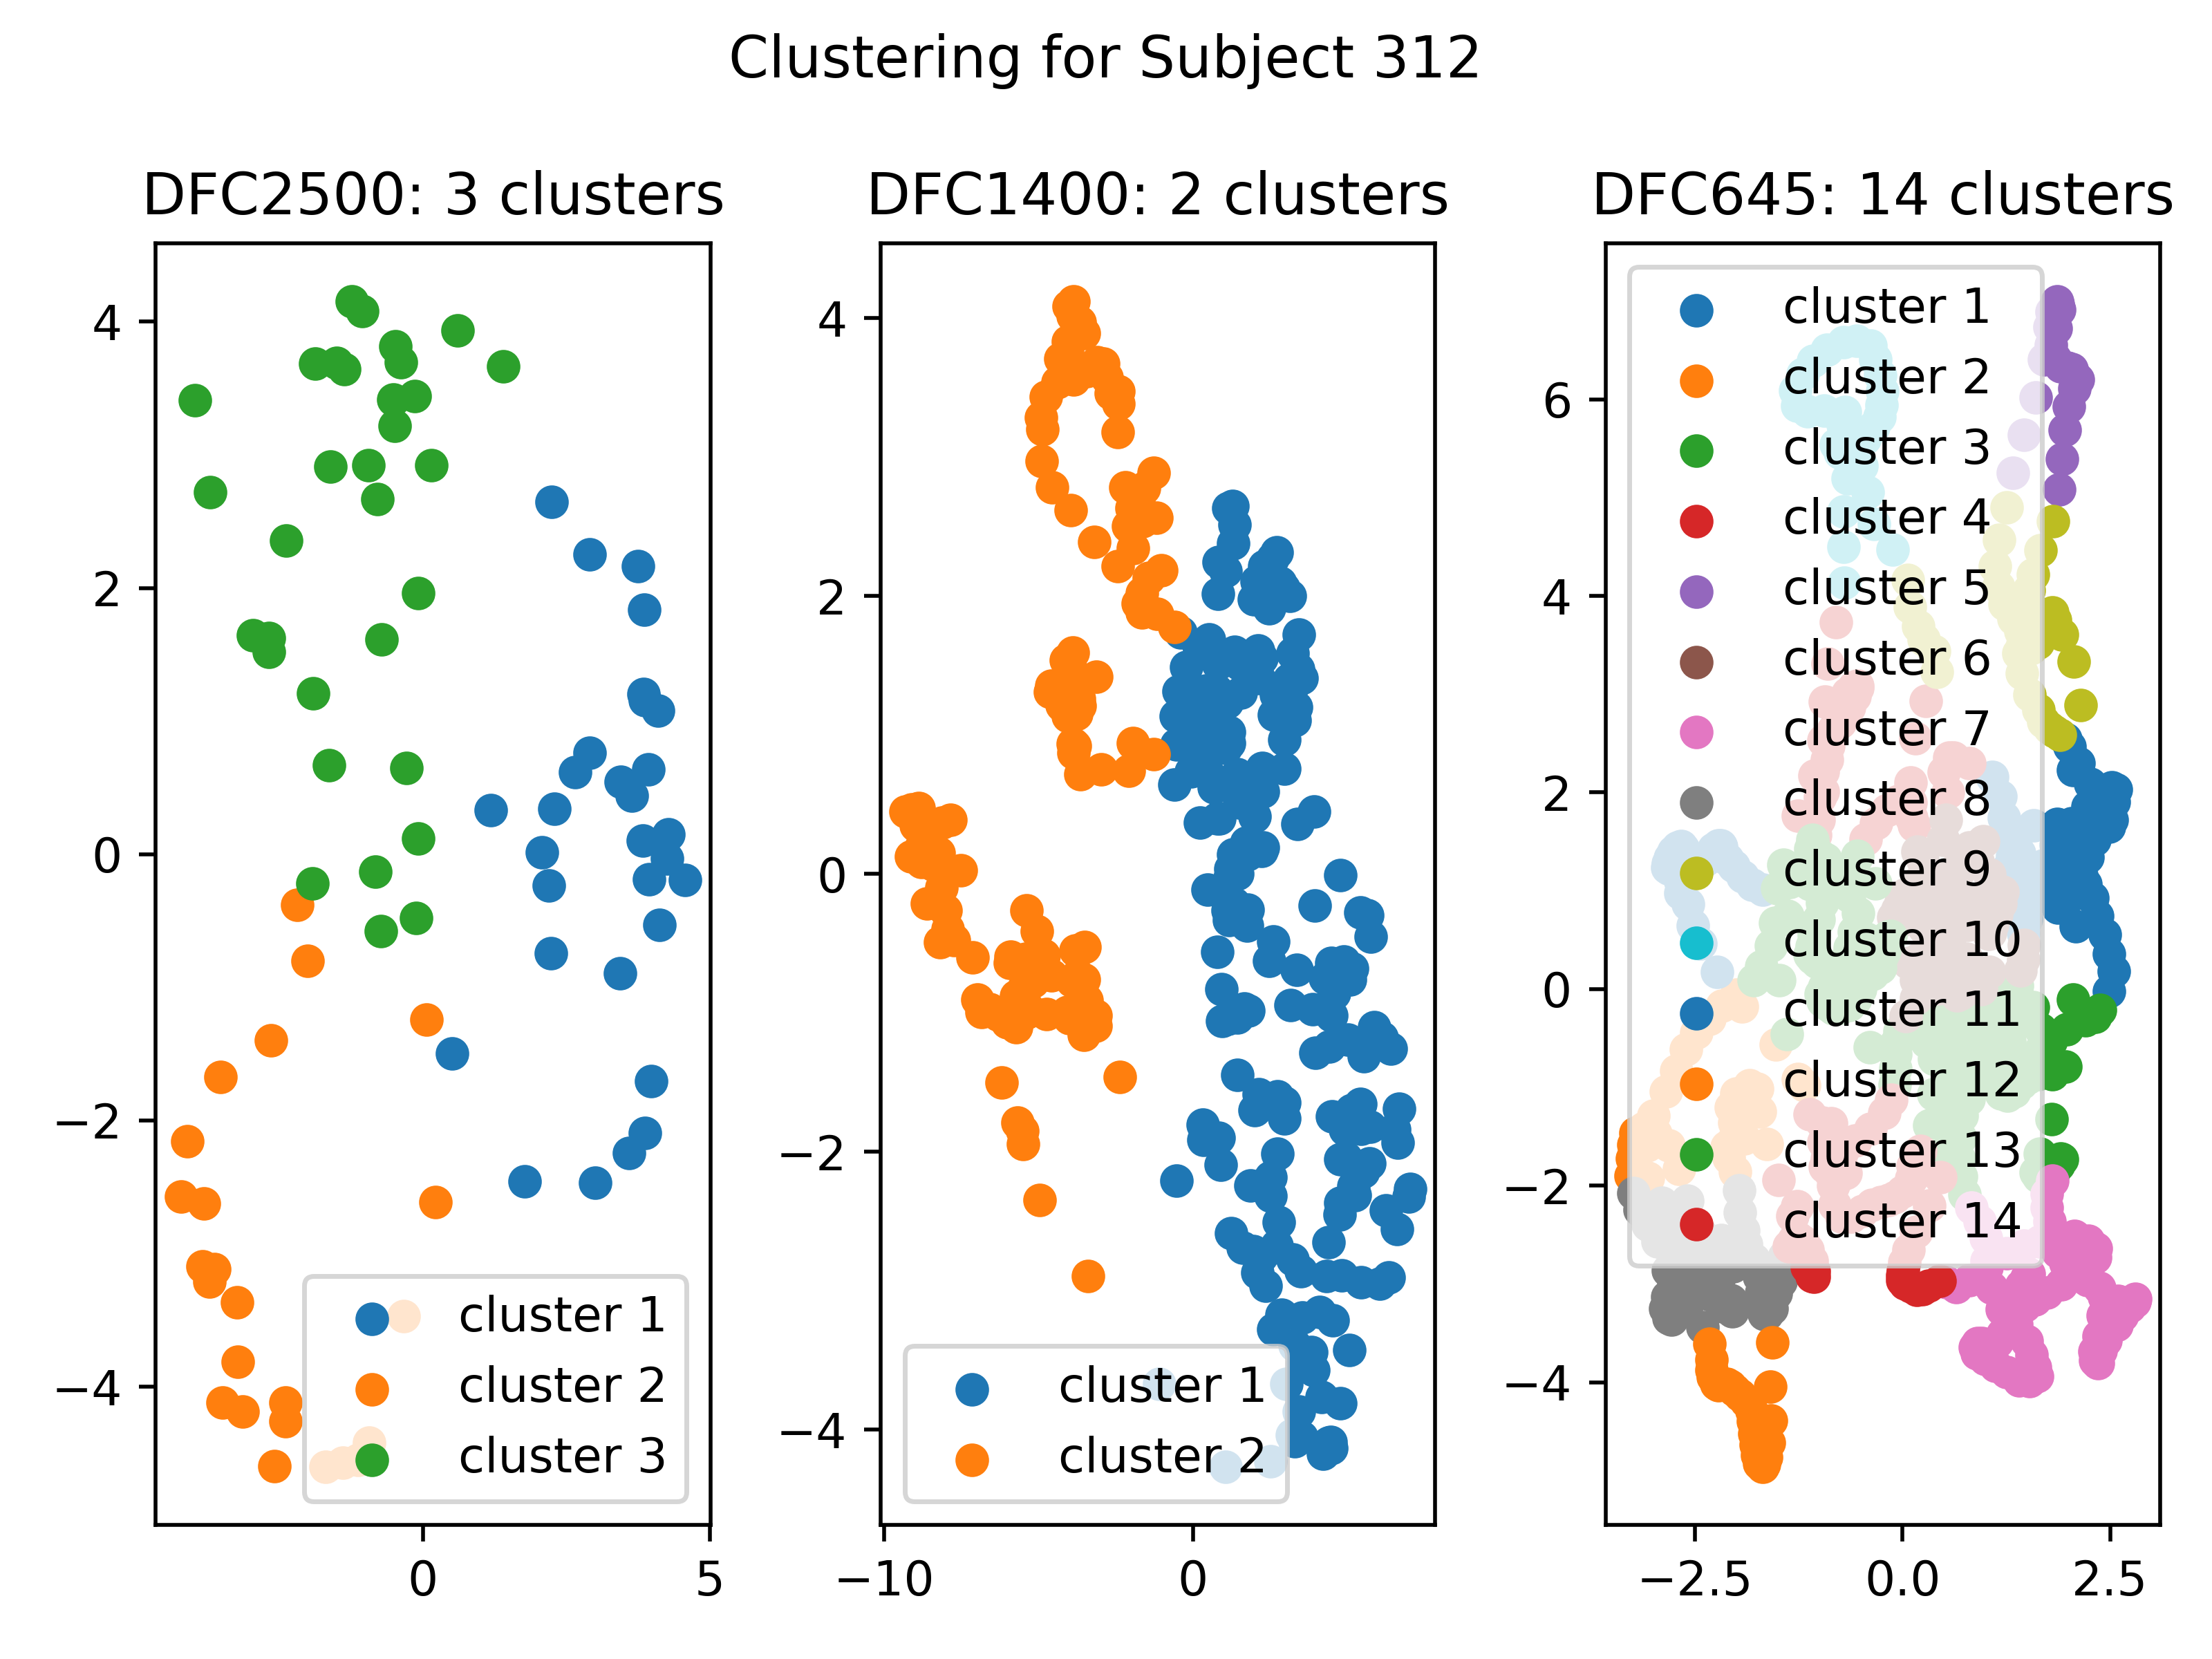 Clustering for Subject 312
DFC2500: 3 clusters
4
2
0
−2
−4
0
5
cluster 1
cluster 2
cluster 3
DFC1400: 2 clusters
4
2
0
−2
−4
−10
0
cluster 1
cluster 2
DFC645: 14 clusters
6
4
2
0
−2
−4
−2.5
0.0
2.5
cluster 1
cluster 2
cluster 3
cluster 4
cluster 5
cluster 6
cluster 7
cluster 8
cluster 9
cluster 10
cluster 11
cluster 12
cluster 13
cluster 14